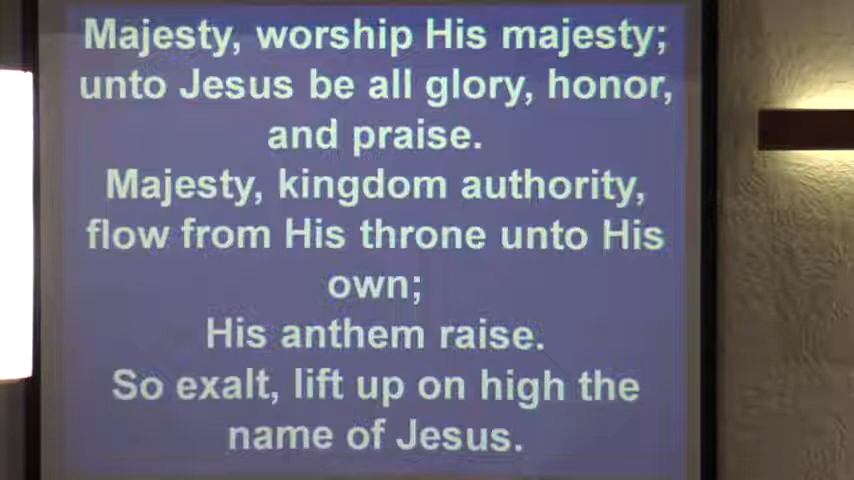 Majesty, worship His majesty;
unto Jesus be all glory, honor,
and praise.
Majesty, kingdom authority,
flow from His throne unto His
own;
His anthem raise.
So exalt, lift up on high the
name of Jesus.